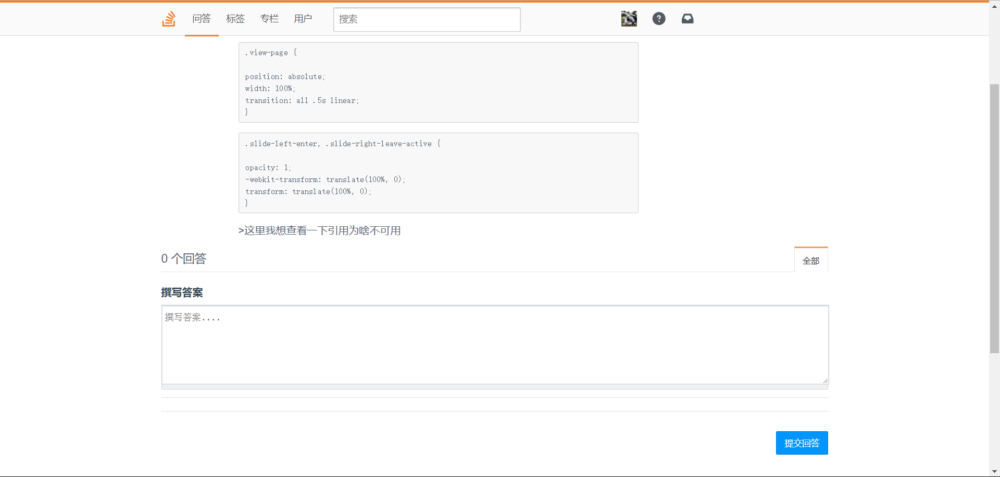 问答 标签 专栏 用户 搜索
.view-page {
position: absolute;
width: 100%;
transition: all .5s linear;
}
.slide-left-enter, .slide-right-leave-active {
opacity: 1;
-webkit-transform: translate(100%, 0);
transform: translate(100%, 0);
}
>这里我想查看一下引用为啥不可用
0 个回答 全部
撰写答案
撰写答案....
提交回答